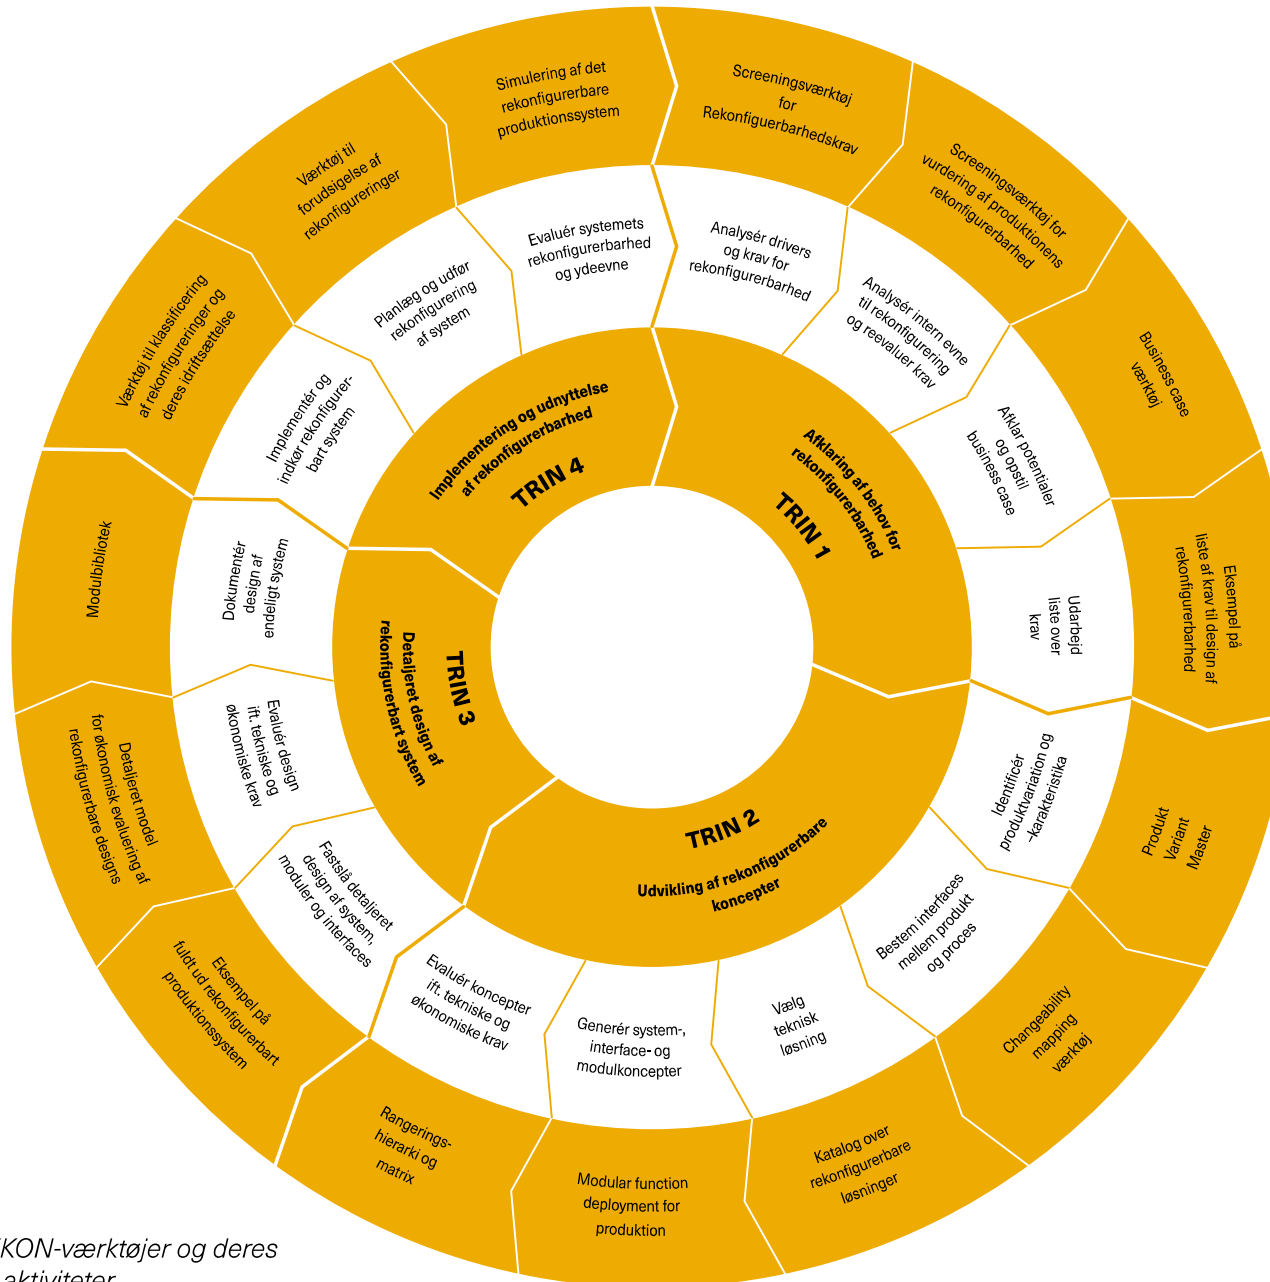 Simulering af det
rekonfigurerbare
produktionssystem
Screeningsværktøj
for
Rekonfiguerbarhedskrav
Screeningsværktøj for
vurdering af produktionens
rekonfigurerbarhed
Business case
værktøj
Eksempel på
liste af krav til design af
rekonfigurerbarhed
Produkt
Variant
Master
Changeability
mapping
værktøj
Katalog over
rekonfigurerbare
løsninger
Modular function
deployment for
produktion
Rangerings-
hierarki og
matrix
Eksempel på
fuldt ud rekonfigurerbart
produktionssystem
Detaljeret model
for økonomisk evaluering af
rekonfigurerbare designs
Modulbibliotek
Værktøj til klassificering
af rekonfigureringer og
deres idriftsættelse
Værktøj til
forudsigelse af
rekonfigureringer
Evaluér systemets
rekonfigurerbarhed
og ydeevne
Analysér drivers
og krav for
rekonfigurerbarhed
Analysér intern evne
til rekonfigurering
og reevaluer krav
Afklar potentialer
og opstil
business case
Udarbejd
liste over
krav
Identificér
produktvariation og
-karakteristika
Bestem interfaces
mellem produkt
og proces
Vælg
teknisk
løsning
Generér system-,
interface- og
modulkoncepter
Evaluér koncepter
ift. tekniske og
økonomiske krav
Fastslå detaljeret
design af system,
moduler og interfaces
Evaluér design
ift. tekniske og
økonomiske krav
Dokumentér
design af
endeligt system
Implementér og
indkør rekonfigurer-
bart system
Planlæg og udfør
rekonfigurering
af system
Afklaring af behov for
rekonfigurerbarhed
TRIN 1
TRIN 2
Udvikling af rekonfigurerbare
koncepter
TRIN 3
Detaljeret design af
rekonfigurerbart system
Implementering og udnyttelse
af rekonfigurerbarhed
TRIN 4
KON-værktøjer og deres
aktiviteter